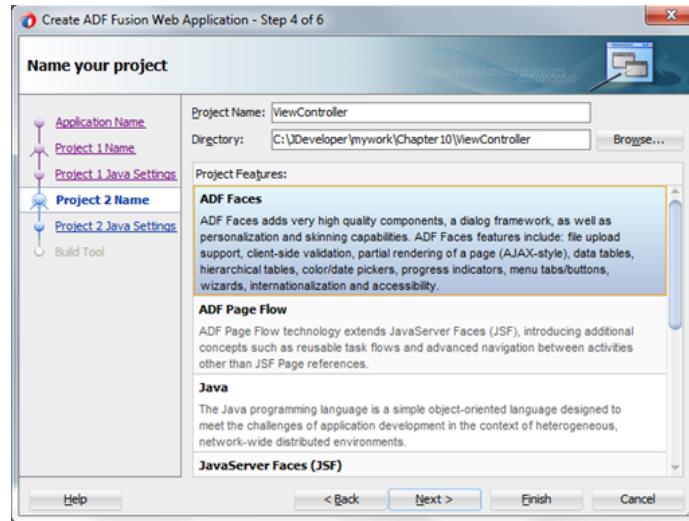 Create ADF Fusion Web Application - Step 4 of 6
Name your project
Application Name
Project 1 Name
Project 1 Java Settings
Project 2 Name
Project 2 Java Settings
Build Tool
Project Name: ViewController
Directory: C:\JDeveloper\mywork\Chapter10\ViewController Browse...
Project Features:
ADF Faces
ADF Faces adds very high quality components, a dialog framework, as well as
personalization and skinning capabilities. ADF Faces features include: file upload
support, client-side validation, partial rendering of a page (AJAX-style), data tables,
hierarchical tables, color/date pickers, progress indicators, menu tabs/buttons,
wizards, internationalization and accessibility.
ADF Page Flow
ADF Page Flow technology extends JavaServer Faces (JSF), introducing additional
concepts such as reusable task flows and advanced navigation between activities
other than JSF Page references.
Java
The Java programming language is a simple object-oriented language designed to
meet the challenges of application development in the context of heterogeneous,
network-wide distributed environments.
JavaServer Faces (JSF)
Help < Back Next > Finish Cancel